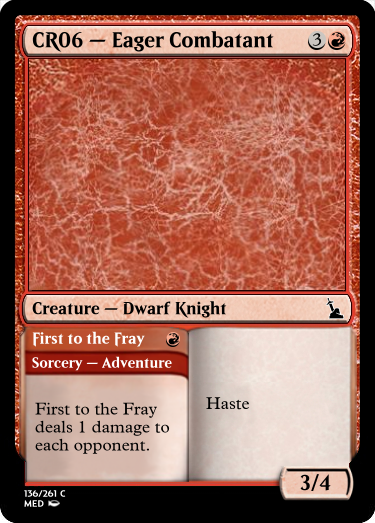 CR06 — Eager Combatant 3
Creature — Dwarf Knight
First to the Fray
Sorcery — Adventure
First to the Fray
deals 1 damage to
each opponent.
Haste
3/4
136/261 C
MED